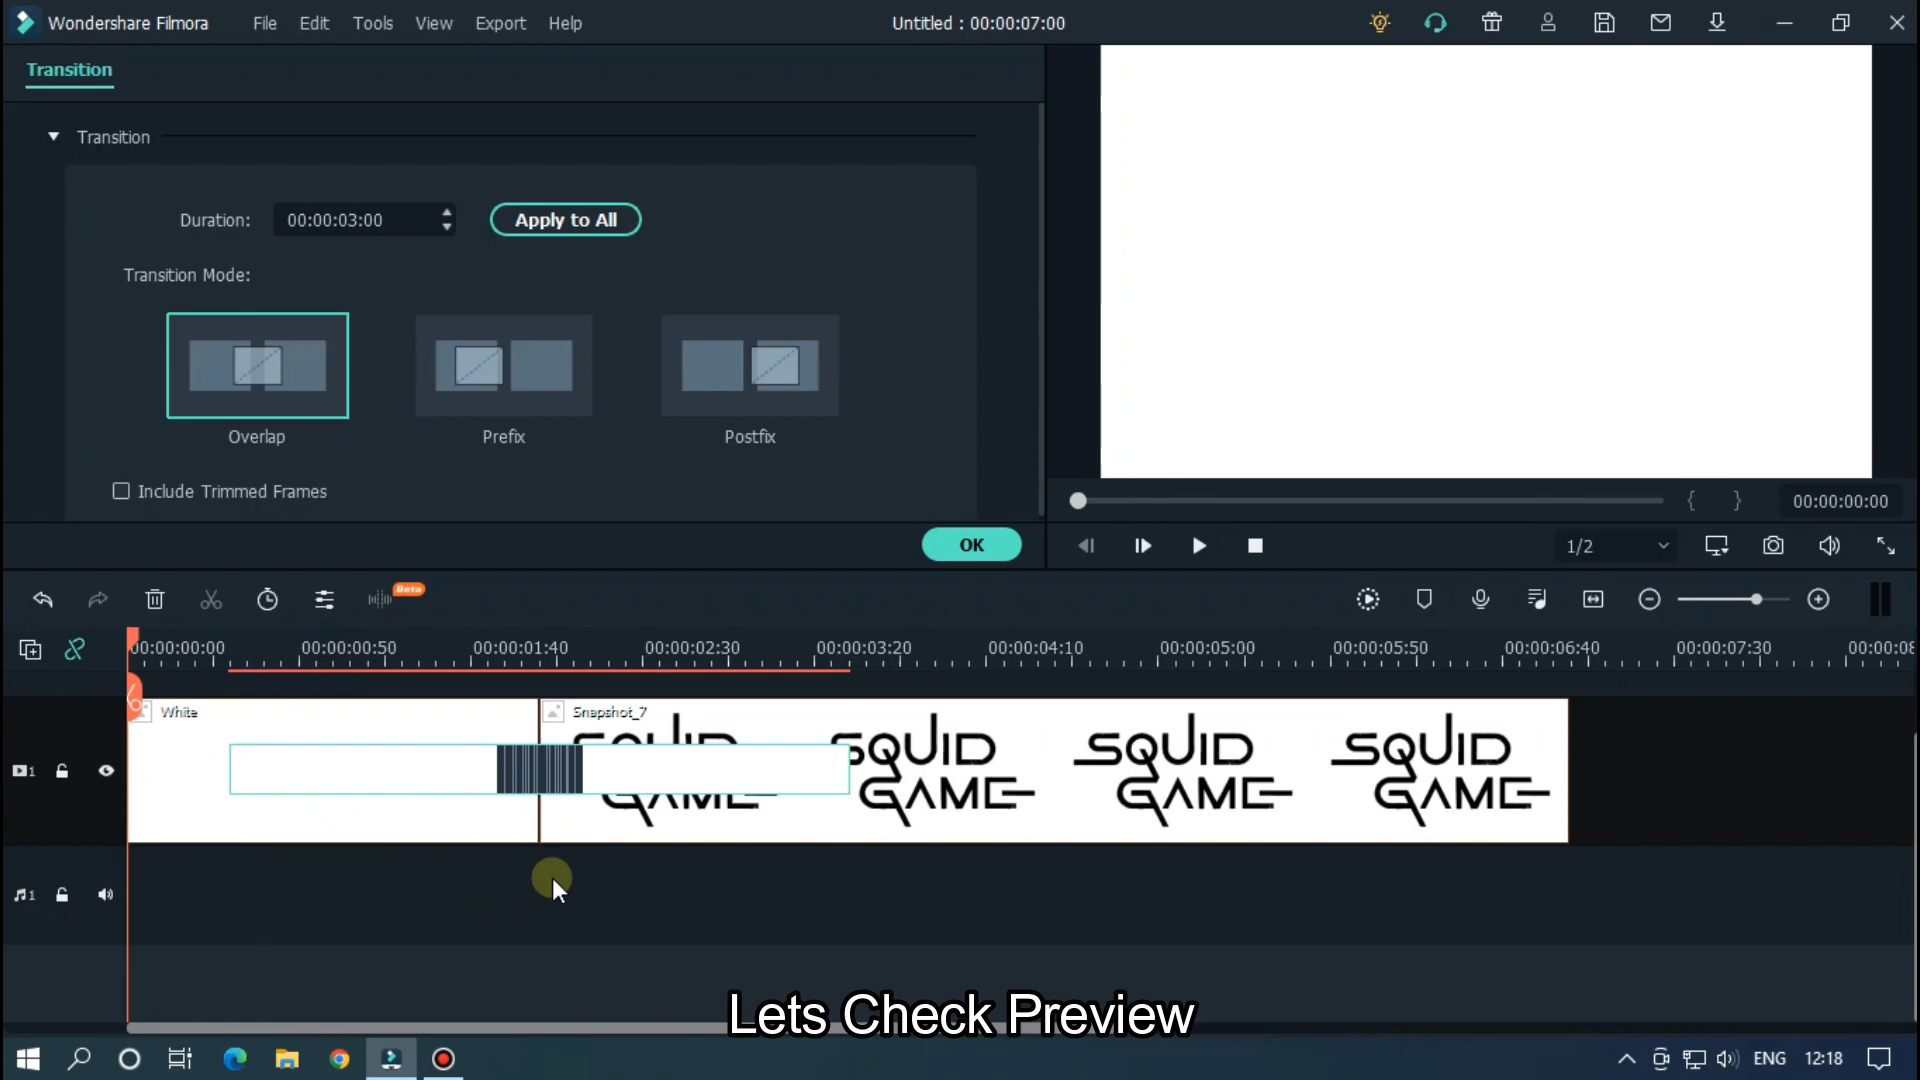 Wondershare Filmora File Edit Tools View Export Help Untitled : 00:00:07:00
Transition
Transition
Duration: 00:00:03:00 Apply to All
Transition Mode:
Overlap Prefix Postfix
Include Trimmed Frames
{ } 00:00:00:00
OK
1/2
Beta
00:00:00:00 00:00:00:50 00:00:01:40 00:00:02:30 00:00:03:20 00:00:04:10 00:00:05:00 00:00:05:50 00:00:06:40 00:00:07:30
White Snapshot_7
SQUID SQUID SQUID SQUID
GAME GAME GAME GAME
1
1
Lets Check Preview
ENG 12:18